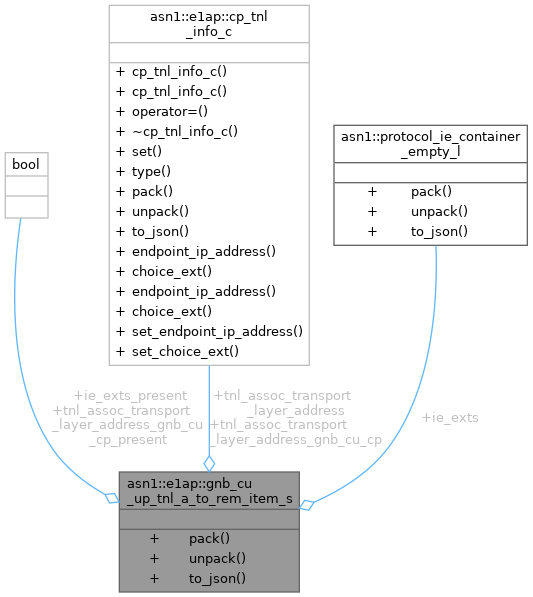 asn1::e1ap::cp_tnl
_info_c
+ cp_tnl_info_c()
+ cp_tnl_info_c()
+ operator=()
+ ~cp_tnl_info_c()
+ set()
+ type()
+ pack()
+ unpack()
+ to_json()
+ endpoint_ip_address()
+ choice_ext()
+ endpoint_ip_address()
+ choice_ext()
+ set_endpoint_ip_address()
+ set_choice_ext()
bool
asn1::protocol_ie_container
_empty_l
+ pack()
+ unpack()
+ to_json()
+ie_exts_present
+tnl_assoc_transport
_layer_address_gnb_cu
_cp_present
+tnl_assoc_transport
_layer_address
+tnl_assoc_transport
_layer_address_gnb_cu_cp
+ie_exts
asn1::e1ap::gnb_cu
_up_tnl_a_to_rem_item_s
+ pack()
+ unpack()
+ to_json()